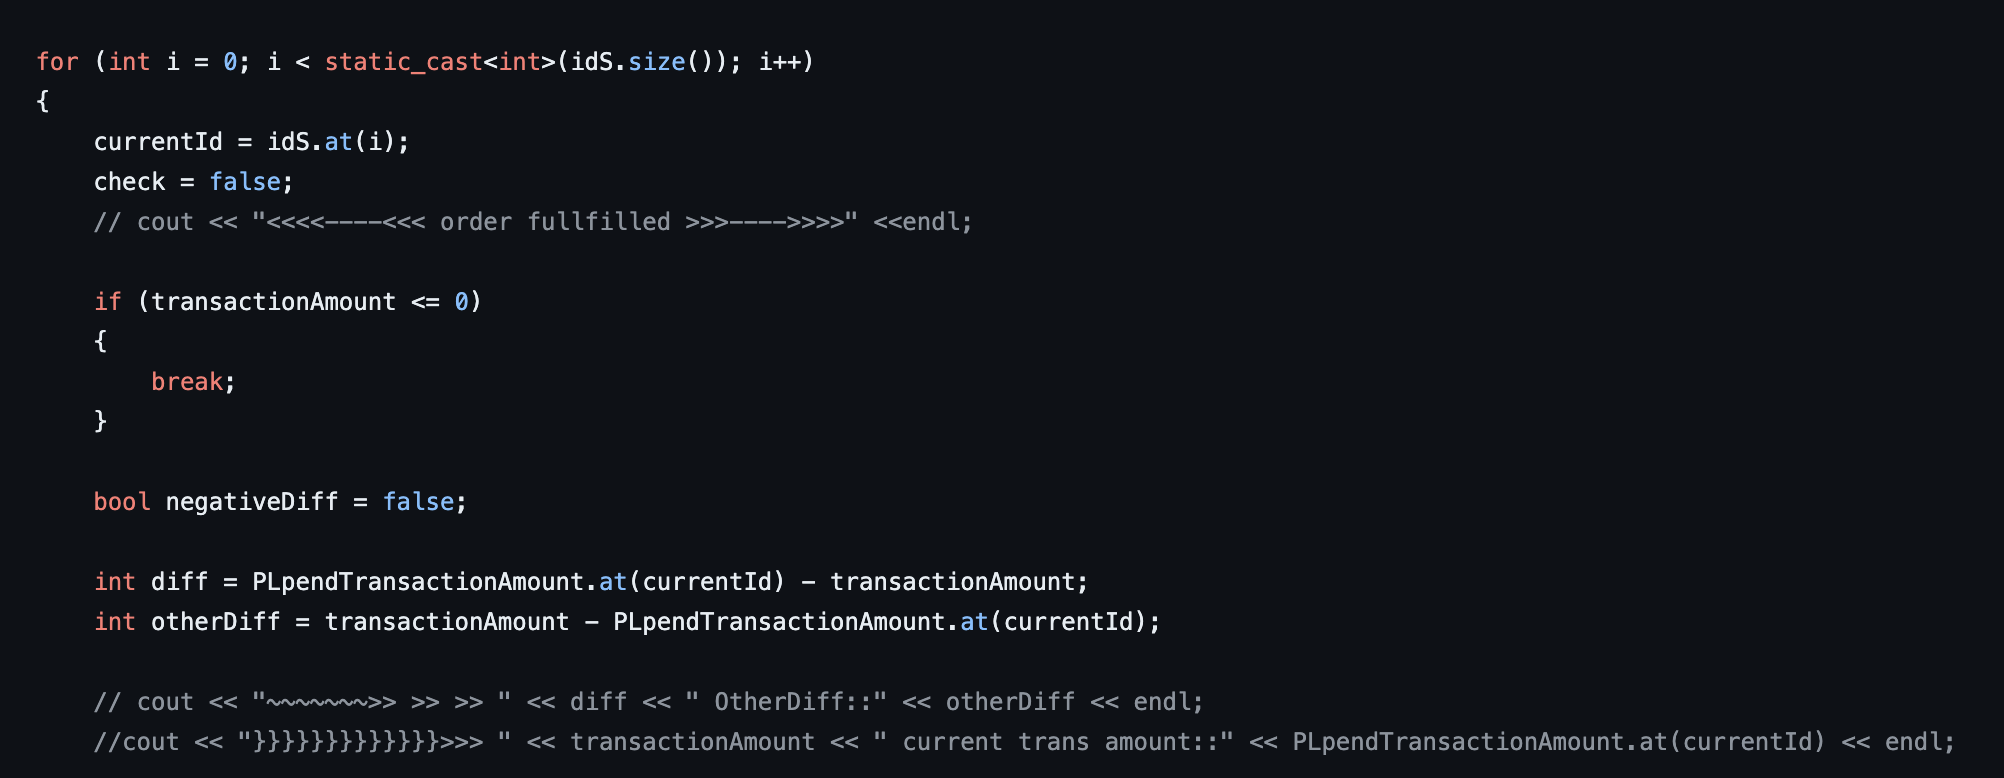 for (int i = 0; i < static_cast<int>(idS.size()); i++)
{
currentId = idS.at(i);
check = false;
// cout << "<<<<----<<< order fullfilled >>>---->>>>" <<endl;
if (transactionAmount <= 0)
{
break;
}
bool negativeDiff = false;
int diff = PLpendTransactionAmount.at(currentId) - transactionAmount;
int otherDiff = transactionAmount - PLpendTransactionAmount.at(currentId);
// cout << "~~~~~~~>> >> >> " << diff << " OtherDiff::" << otherDiff << endl;
//cout << "}}}}}}}}}}}}}>>> " << transactionAmount << " current trans amount::" << PLpendTransactionAmount.at(currentId) << endl;